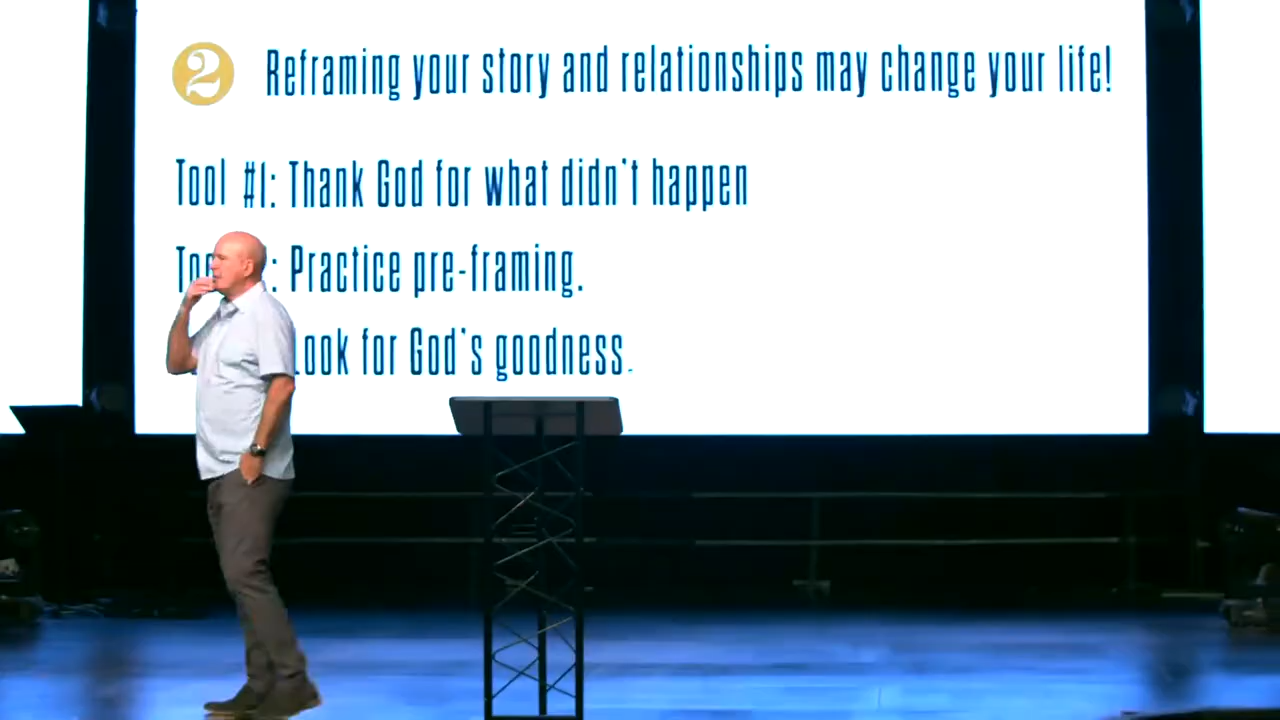 2 Reframing your story and relationships may change your life!
Tool #1: Thank God for what didn't happen
: Practice pre-framing.
Look for God's goodness.